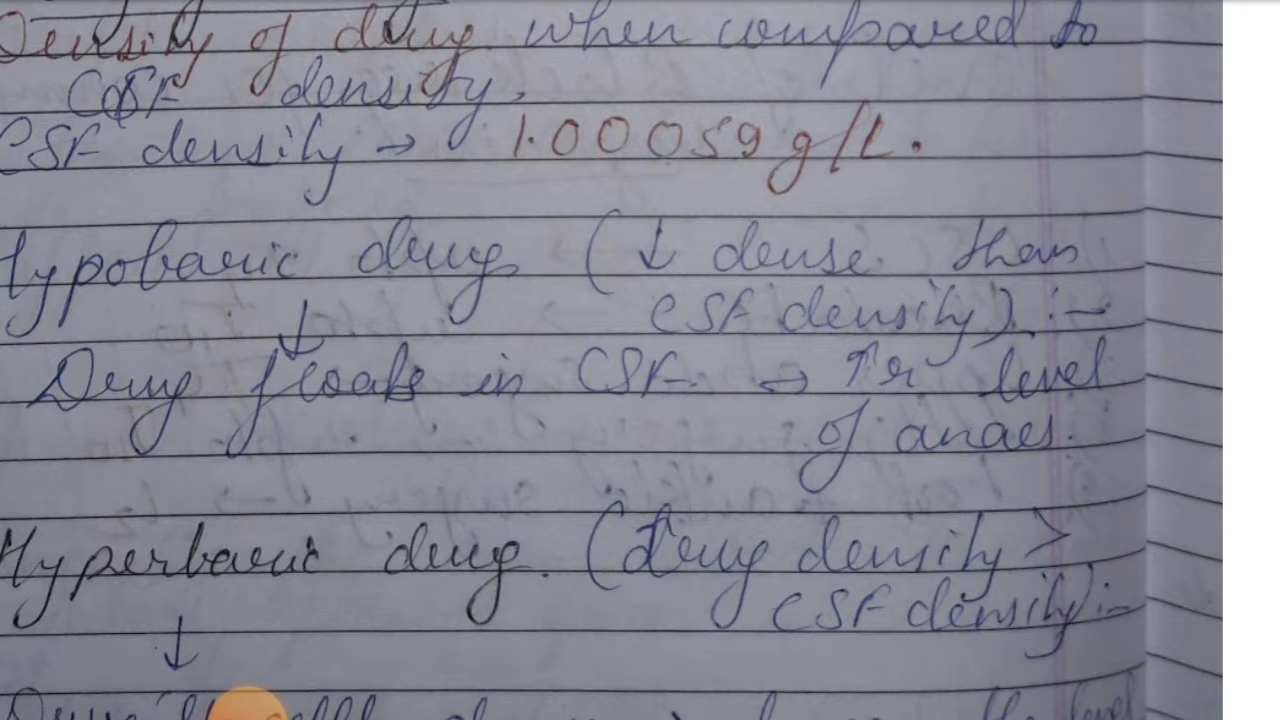 Density of drug when compared to
CSF density.
CSF density → 1.00059 g/L.
Hypobaric drug (↓ dense than
CSF density) :-
↓
Drug floats in CSF. → ↑r level
of anaes.
Hyperbaric drug. (Drug density >
CSF density) :-
↓
level